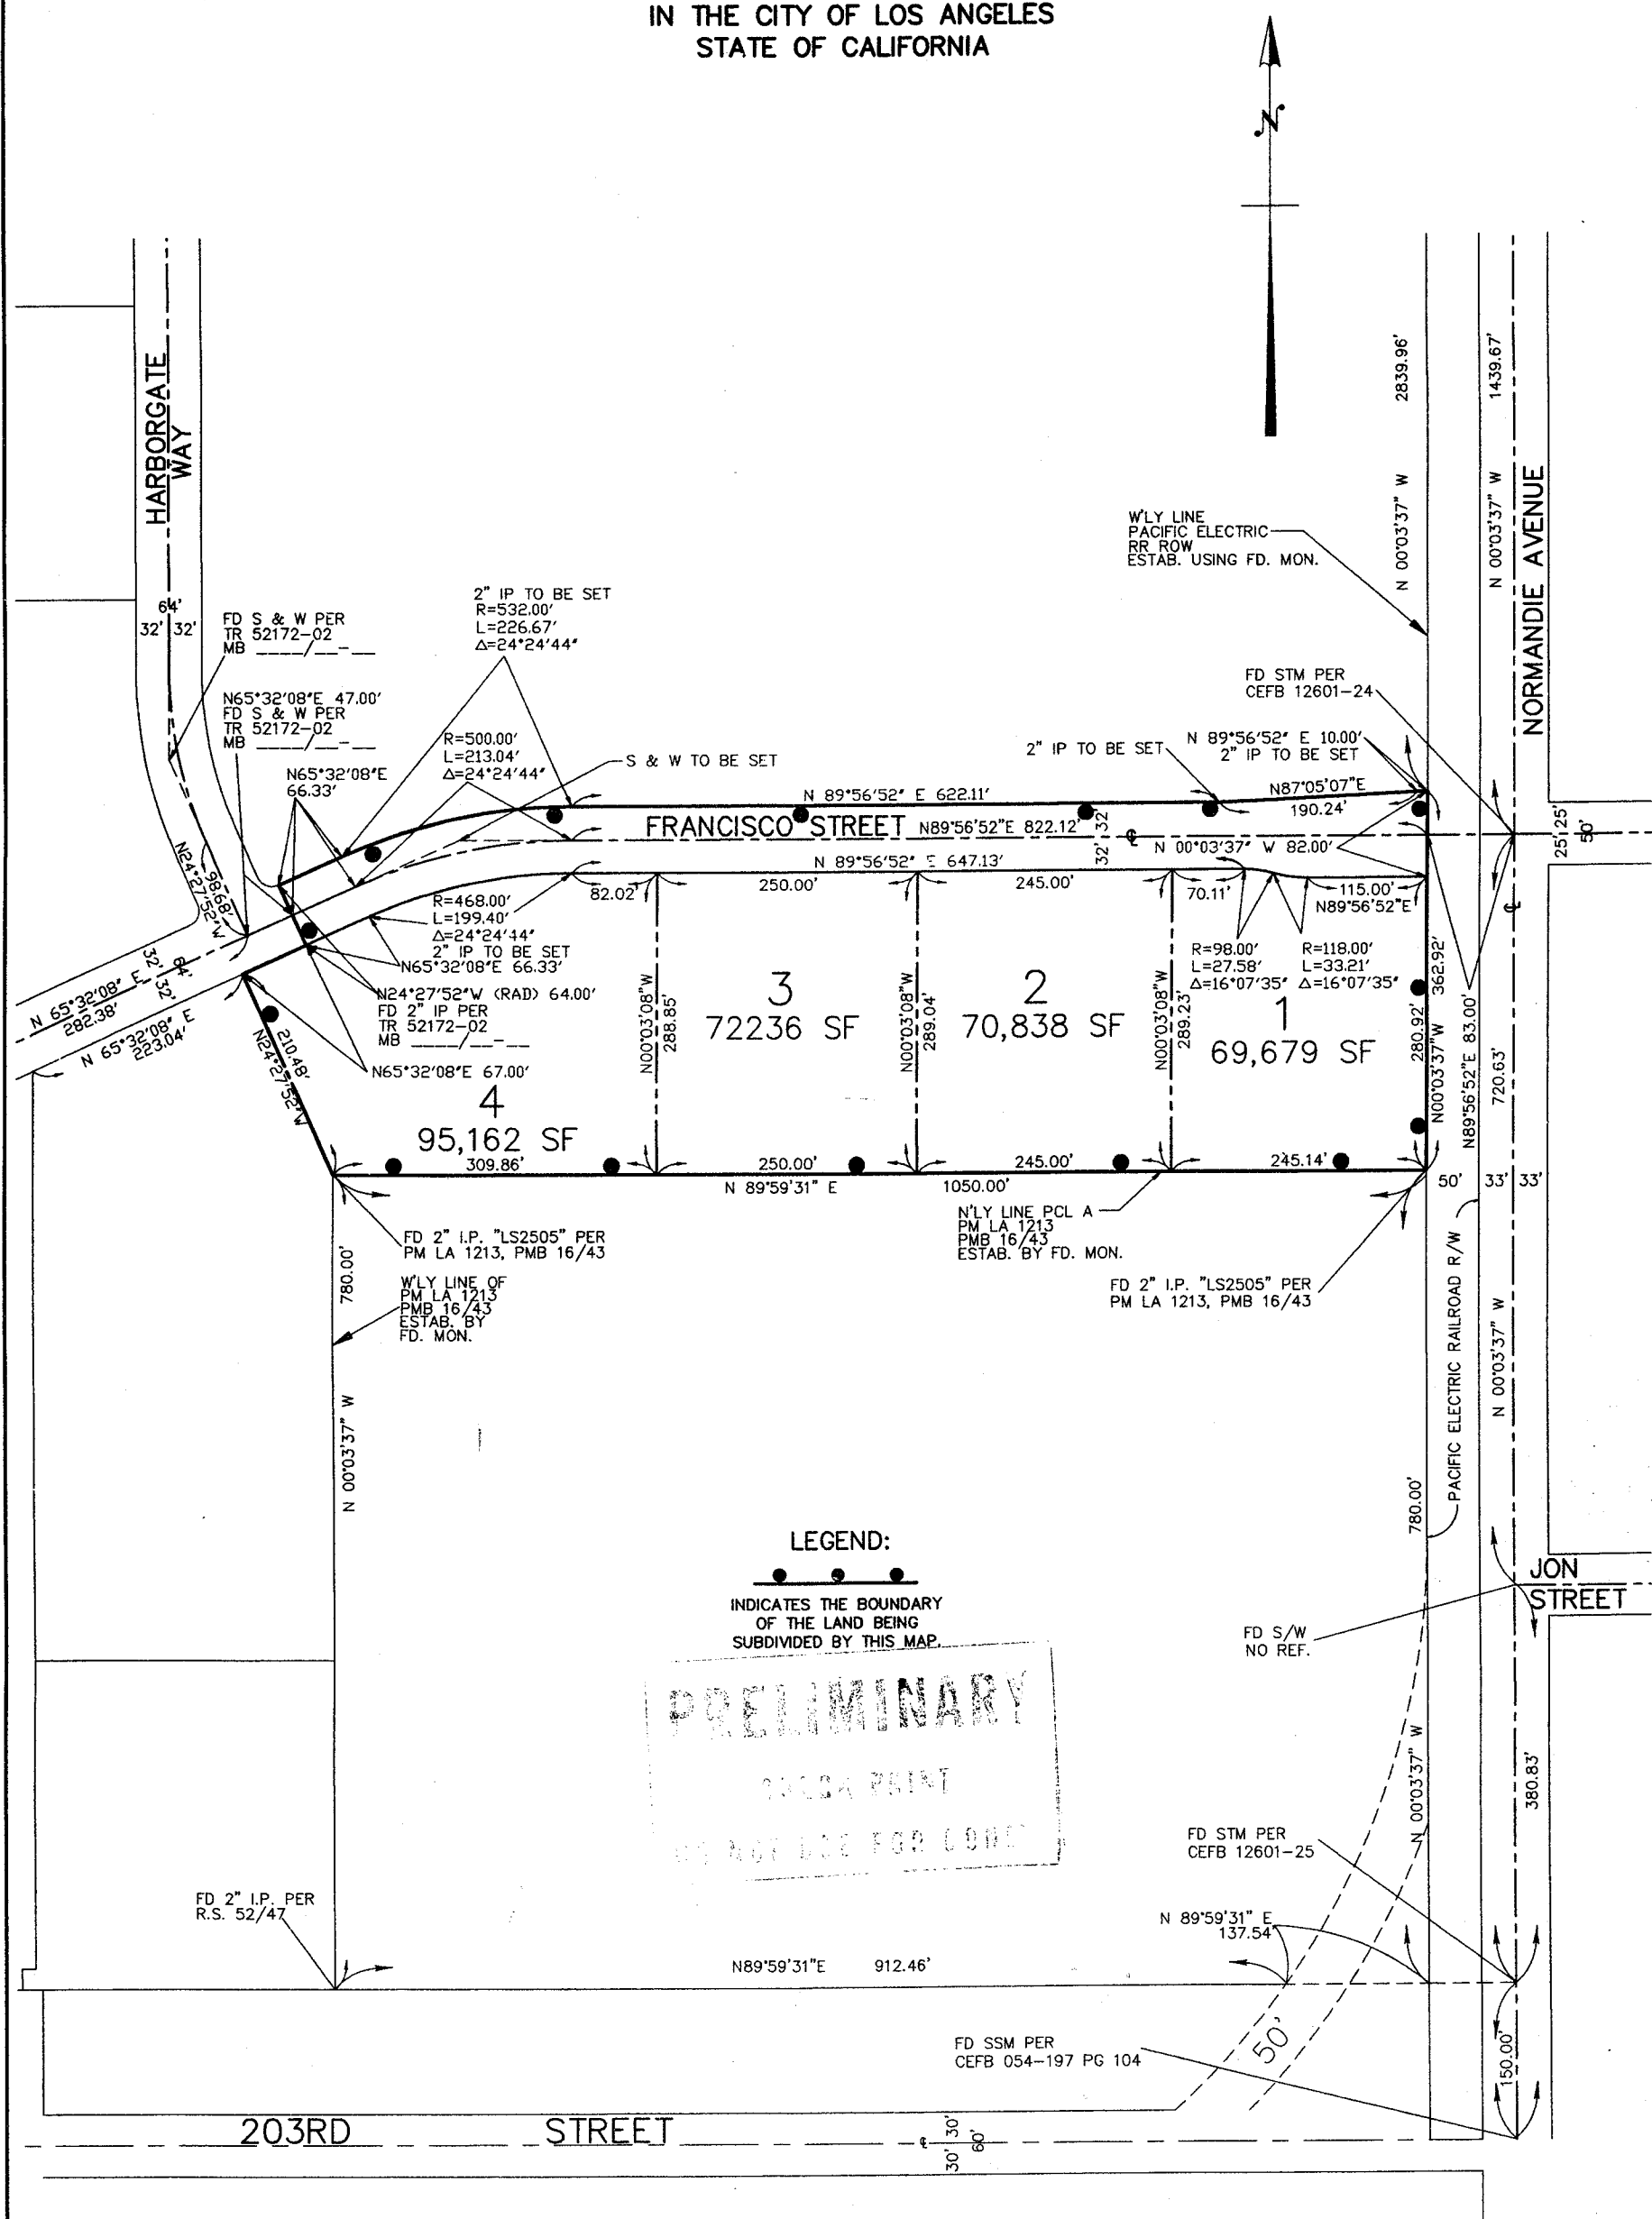 IN THE CITY OF LOS ANGELES
STATE OF CALIFORNIA
N
HARBORGATE
WAY
64'
32' 32'
FD S & W PER
TR 52172-02
MB ____/__-__
N65°32'08"E 47.00'
FD S & W PER
TR 52172-02
MB ____/__-__
N65°32'08"E
66.33'
2" IP TO BE SET
R=532.00'
L=226.67'
Δ=24°24'44"
R=500.00'
L=213.04'
Δ=24°24'44"
S & W TO BE SET
W'LY LINE
PACIFIC ELECTRIC
RR ROW
ESTAB. USING FD. MON.
N 00°03'37" W 2839.96'
N 00°03'37" W 1439.67'
NORMANDIE AVENUE
FD STM PER
CEFB 12601-24
2" IP TO BE SET
N 89°56'52" E 10.00'
2" IP TO BE SET
N87°05'07"E
190.24'
N 89°56'52" E 622.11'
FRANCISCO STREET
N89°56'52"E 822.12'
32' 32'
N 00°03'37" W 82.00'
25' 25'
50'
N 89°56'52" E 647.13'
82.02'
250.00'
245.00'
70.11'
115.00'
N89°56'52"E
R=468.00'
L=199.40'
Δ=24°24'44"
2" IP TO BE SET
N65°32'08"E 66.33'
N24°27'52"W (RAD) 64.00'
FD 2" IP PER
TR 52172-02
MB ____/__-__
N65°32'08"E 67.00'
N24°27'52"W
98.68'
32' 32'
64'
N 65°32'08" E
282.38'
N 65°32'08" E
223.04'
210.48'
N24°27'52"W
R=98.00'
L=27.58'
Δ=16°07'35"
R=118.00'
L=33.21'
Δ=16°07'35"
N00°03'08"W
288.85'
N00°03'08"W
289.04'
N00°03'08"W
289.23'
3
72236 SF
2
70,838 SF
1
69,679 SF
4
95,162 SF
280.92'
N00°03'37"W 362.92'
N89°56'52"E 83.00'
720.63'
309.86'
250.00'
245.00'
245.14'
N 89°59'31" E 1050.00'
50' 33' 33'
N'LY LINE PCL A
PM LA 1213
PMB 16/43
ESTAB. BY FD. MON.
FD 2" I.P. "LS2505" PER
PM LA 1213, PMB 16/43
FD 2" I.P. "LS2505" PER
PM LA 1213, PMB 16/43
W'LY LINE OF
PM LA 1213
PMB 16/43
ESTAB. BY
FD. MON.
N 00°03'37" W 780.00'
PACIFIC ELECTRIC RAILROAD R/W
N 00°03'37" W
780.00'
N 00°03'37" W
JON
STREET
LEGEND:
INDICATES THE BOUNDARY
OF THE LAND BEING
SUBDIVIDED BY THIS MAP.
PRELIMINARY
PRINT
NOT USE FOR
FD S/W
NO REF.
380.83'
FD STM PER
CEFB 12601-25
FD 2" I.P. PER
R.S. 52/47
N 89°59'31" E
137.54'
N89°59'31"E 912.46'
FD SSM PER
CEFB 054-197 PG 104
50'
150.00'
203RD STREET
30' 30'
60'